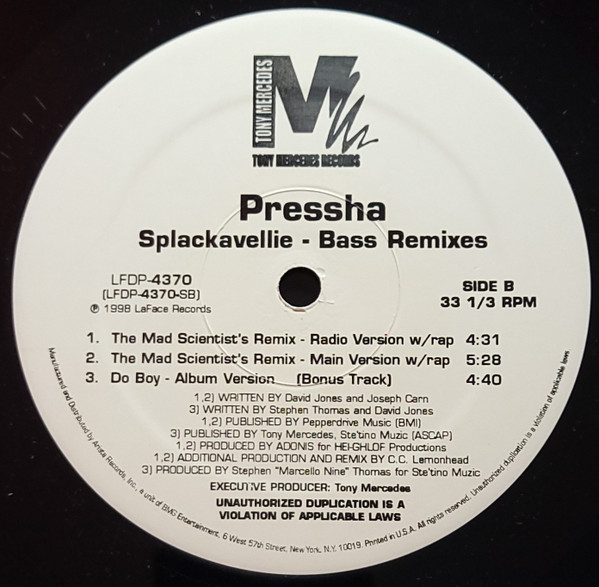 TONY MERCEDES
M
TONY MERCEDES RECORDS
Pressha
Splackavellie - Bass Remixes
LFDP-4370
(LFDP-4370-SB)
℗ 1998 LaFace Records
SIDE B
33 1/3 RPM
1. The Mad Scientist's Remix - Radio Version w/rap 4:31
2. The Mad Scientist's Remix - Main Version w/rap 5:28
3. Do Boy - Album Version (Bonus Track) 4:40
1,2) WRITTEN BY David Jones and Joseph Carn
3) WRITTEN BY Stephen Thomas and David Jones
1,2) PUBLISHED BY Pepperdrive Music (BMI)
3) PUBLISHED BY Tony Mercedes, Ste'tino Muzic (ASCAP)
1,2) PRODUCED BY ADONIS for HEI-GHLDF Productions
1,2) ADDITIONAL PRODUCTION AND REMIX BY C.C. Lemonhead
3) PRODUCED BY Stephen "Marcello Nine" Thomas for Ste'tino Muzic
EXECUTIVE PRODUCER: Tony Mercedes
UNAUTHORIZED DUPLICATION IS A
VIOLATION OF APPLICABLE LAWS
Manufactured and Distributed by Arista Records, Inc., a unit of BMG Entertainment, 6 West 57th Street, New York, N.Y. 10019. Printed in U.S.A. All rights reserved. Unauthorized duplication is a violation of applicable laws